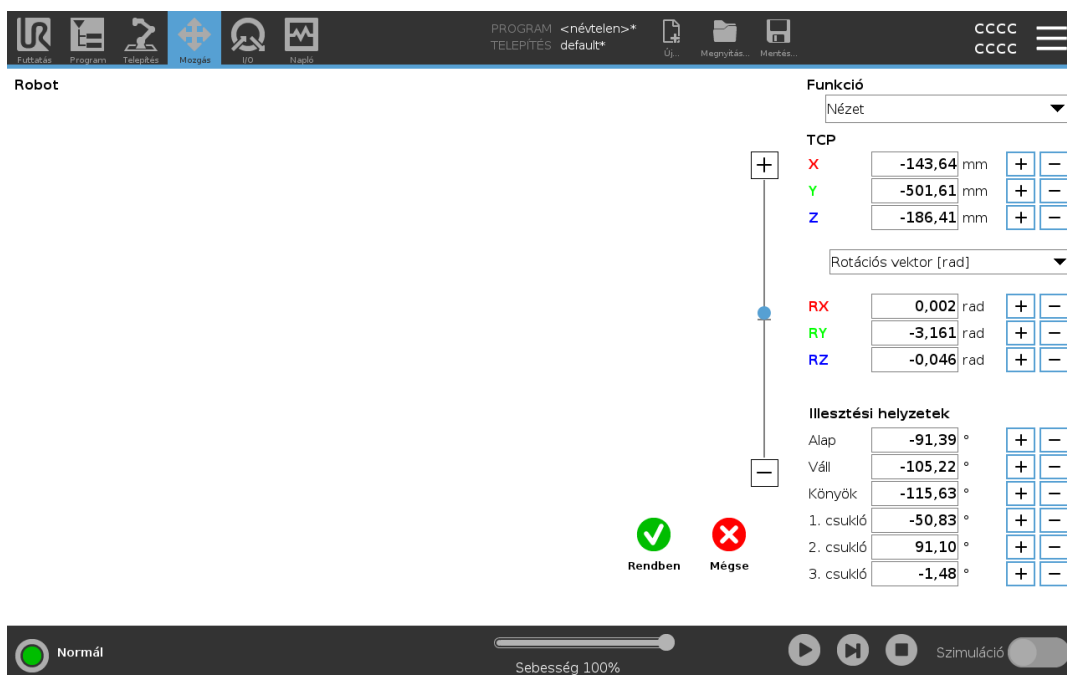 PROGRAM <névtelen>*
TELEPÍTÉS default*
cccc
cccc
Futtatás Program Telepítés Mozgás I/O Napló Új... Megnyitás... Mentés...
Robot
Funkció
Nézet
TCP
X -143,64 mm + −
Y -501,61 mm + −
Z -186,41 mm + −
Rotációs vektor [rad]
RX 0,002 rad + −
RY -3,161 rad + −
RZ -0,046 rad + −
Illesztési helyzetek
Alap -91,39 ° + −
Váll -105,22 ° + −
Könyök -115,63 ° + −
1. csukló -50,83 ° + −
2. csukló 91,10 ° + −
3. csukló -1,48 ° + −
+
−
Rendben Mégse
Normál
Sebesség 100%
Szimuláció